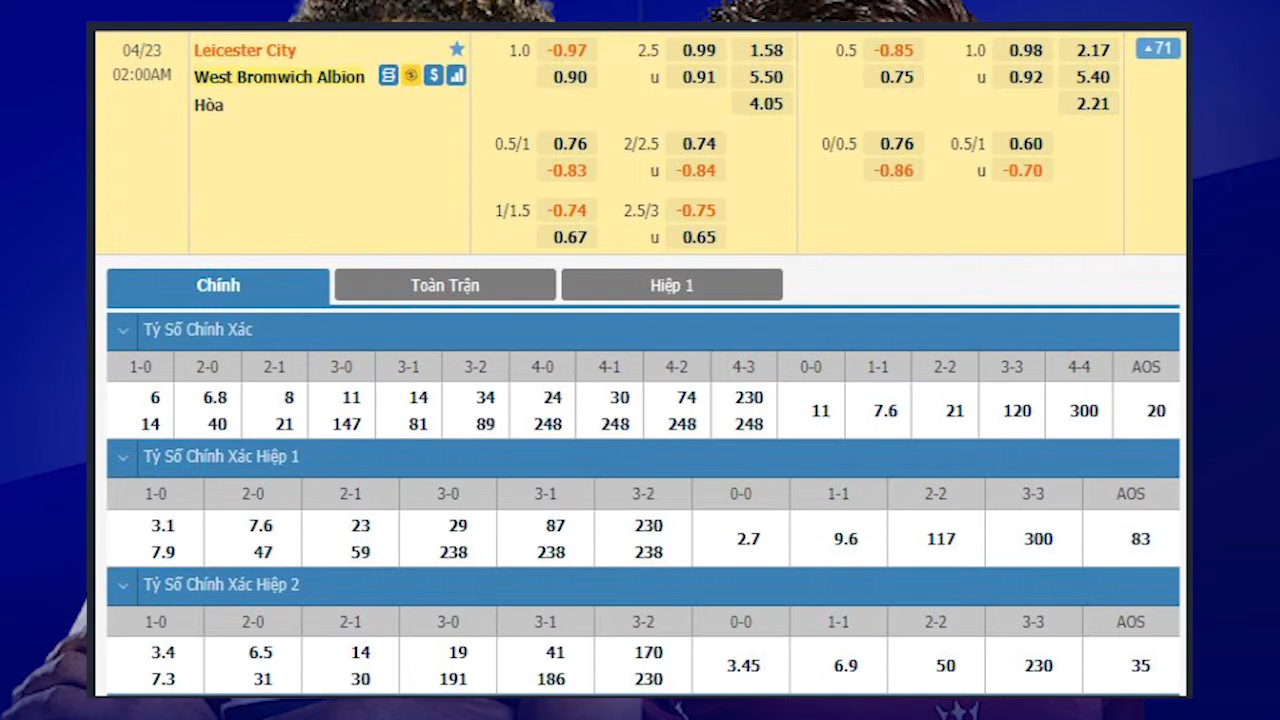 04/23 Leicester City 1.0 -0.97 2.5 0.99 1.58 0.5 -0.85 1.0 0.98 2.17 71
02:00AM West Bromwich Albion $ 0.90 u 0.91 5.50 0.75 u 0.92 5.40
Hòa 4.05 2.21
0.5/1 0.76 2/2.5 0.74 0/0.5 0.76 0.5/1 0.60
-0.83 u -0.84 -0.86 u -0.70
1/1.5 -0.74 2.5/3 -0.75
0.67 u 0.65
Chính Toàn Trận Hiệp 1
Tỷ Số Chính Xác
1-0 2-0 2-1 3-0 3-1 3-2 4-0 4-1 4-2 4-3 0-0 1-1 2-2 3-3 4-4 AOS
6 6.8 8 11 14 34 24 30 74 230
11 7.6 21 120 300 20
14 40 21 147 81 89 248 248 248 248
Tỷ Số Chính Xác Hiệp 1
1-0 2-0 2-1 3-0 3-1 3-2 0-0 1-1 2-2 3-3 AOS
3.1 7.6 23 29 87 230
2.7 9.6 117 300 83
7.9 47 59 238 238 238
Tỷ Số Chính Xác Hiệp 2
1-0 2-0 2-1 3-0 3-1 3-2 0-0 1-1 2-2 3-3 AOS
3.4 6.5 14 19 41 170
3.45 6.9 50 230 35
7.3 31 30 191 186 230